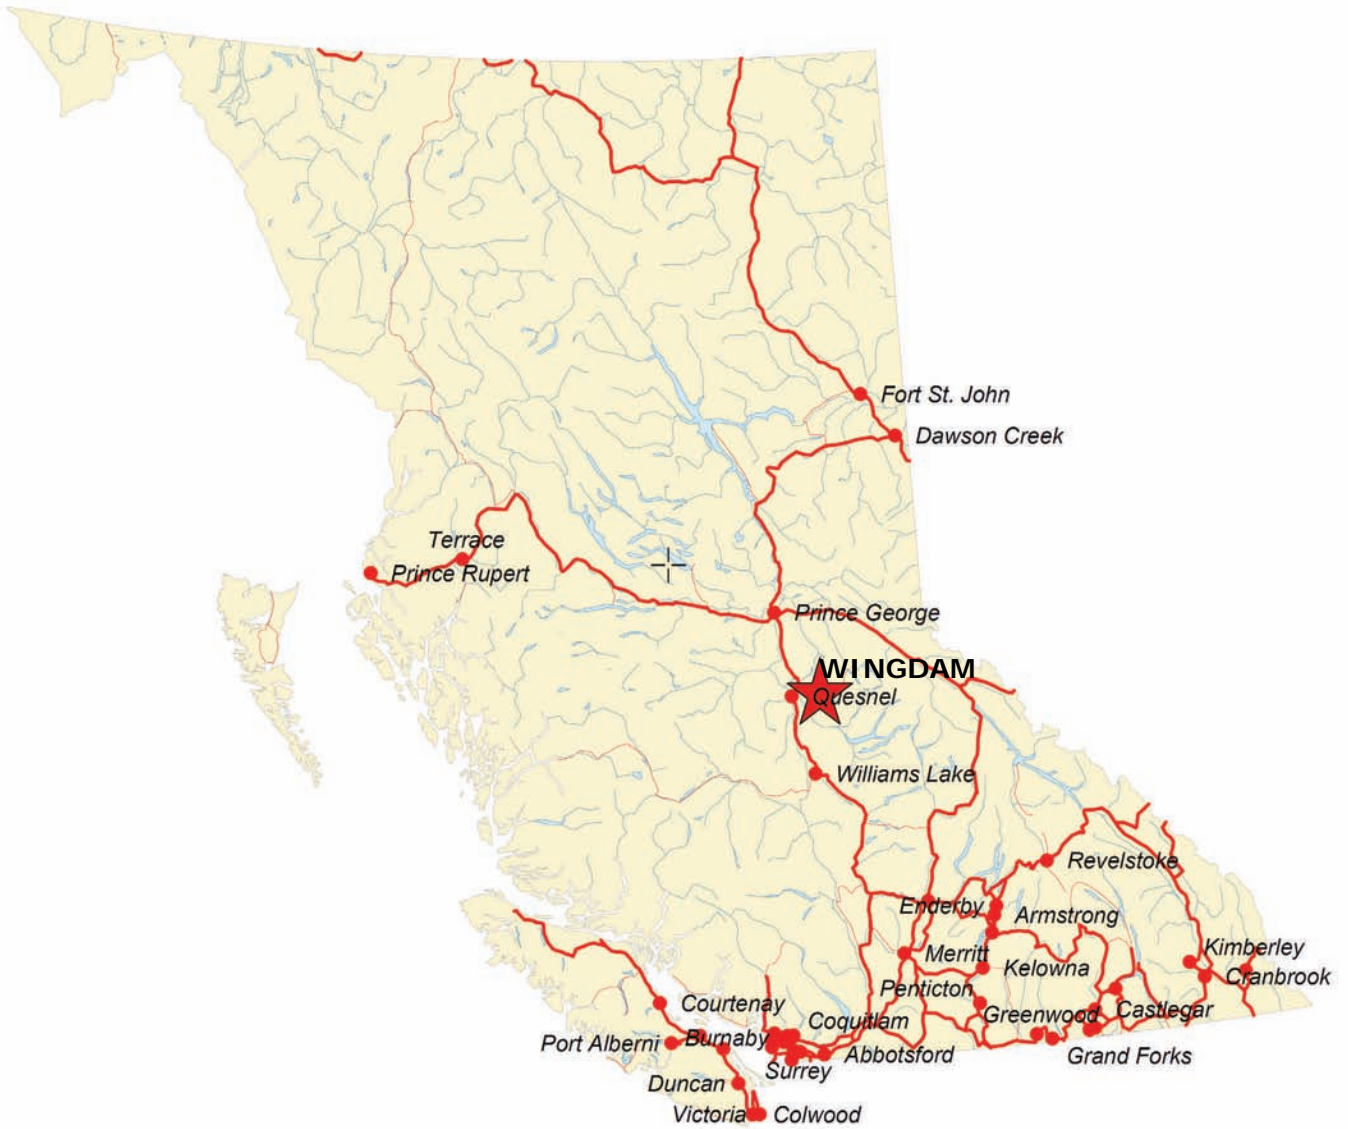 Fort St. John
Dawson Creek
Terrace
Prince Rupert
Prince George
WINGDAM
Quesnel
Williams Lake
Revelstoke
Enderby
Armstrong
Merritt
Kimberley
Kelowna
Cranbrook
Penticton
Courtenay
Greenwood
Castlegar
Coquitlam
Port Alberni
Burnaby
Abbotsford
Grand Forks
Surrey
Duncan
Victoria
Colwood